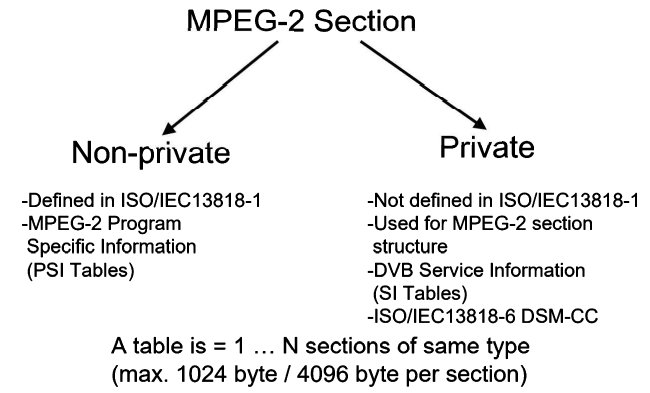 MPEG-2 Section
Non-private
-Defined in ISO/IEC13818-1
-MPEG-2 Program
Specific Information
(PSI Tables)
Private
-Not defined in ISO/IEC13818-1
-Used for MPEG-2 section
structure
-DVB Service Information
(SI Tables)
-ISO/IEC13818-6 DSM-CC
A table is = 1 ... N sections of same type
(max. 1024 byte / 4096 byte per section)